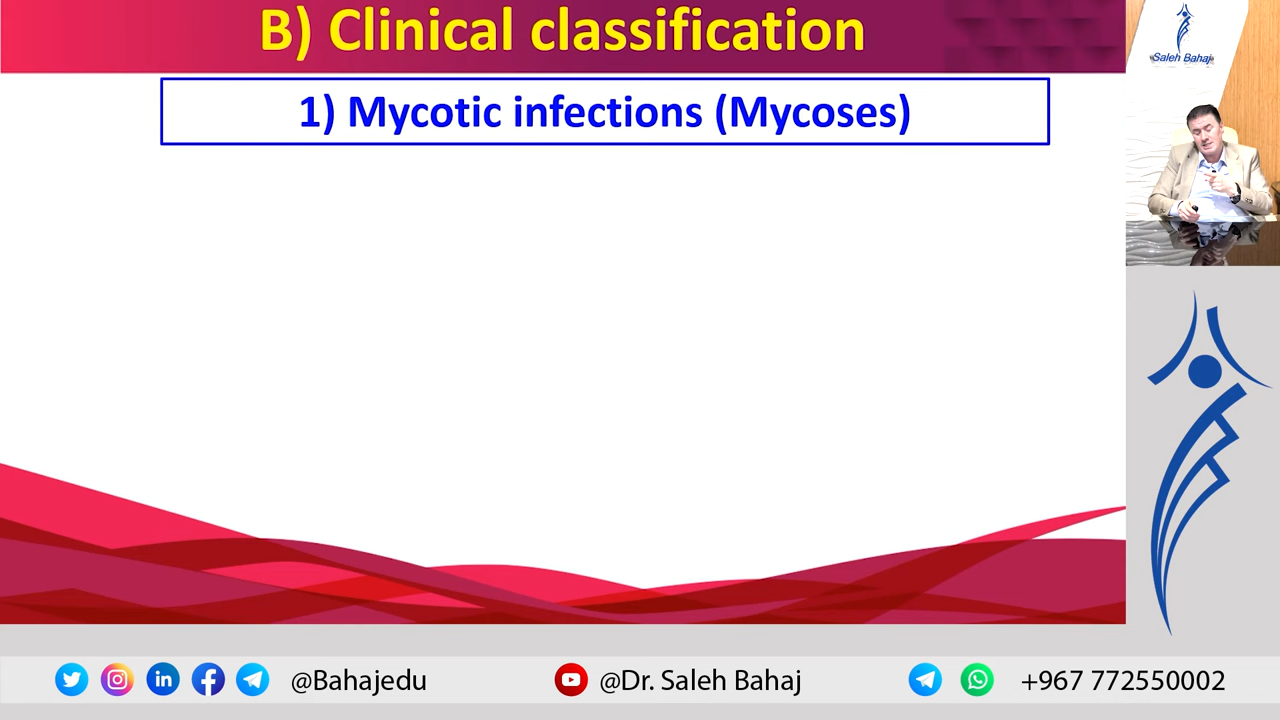 B) Clinical classification
1) Mycotic infections (Mycoses)
Saleh Bahaj
@Bahajedu
@Dr. Saleh Bahaj
+967 772550002